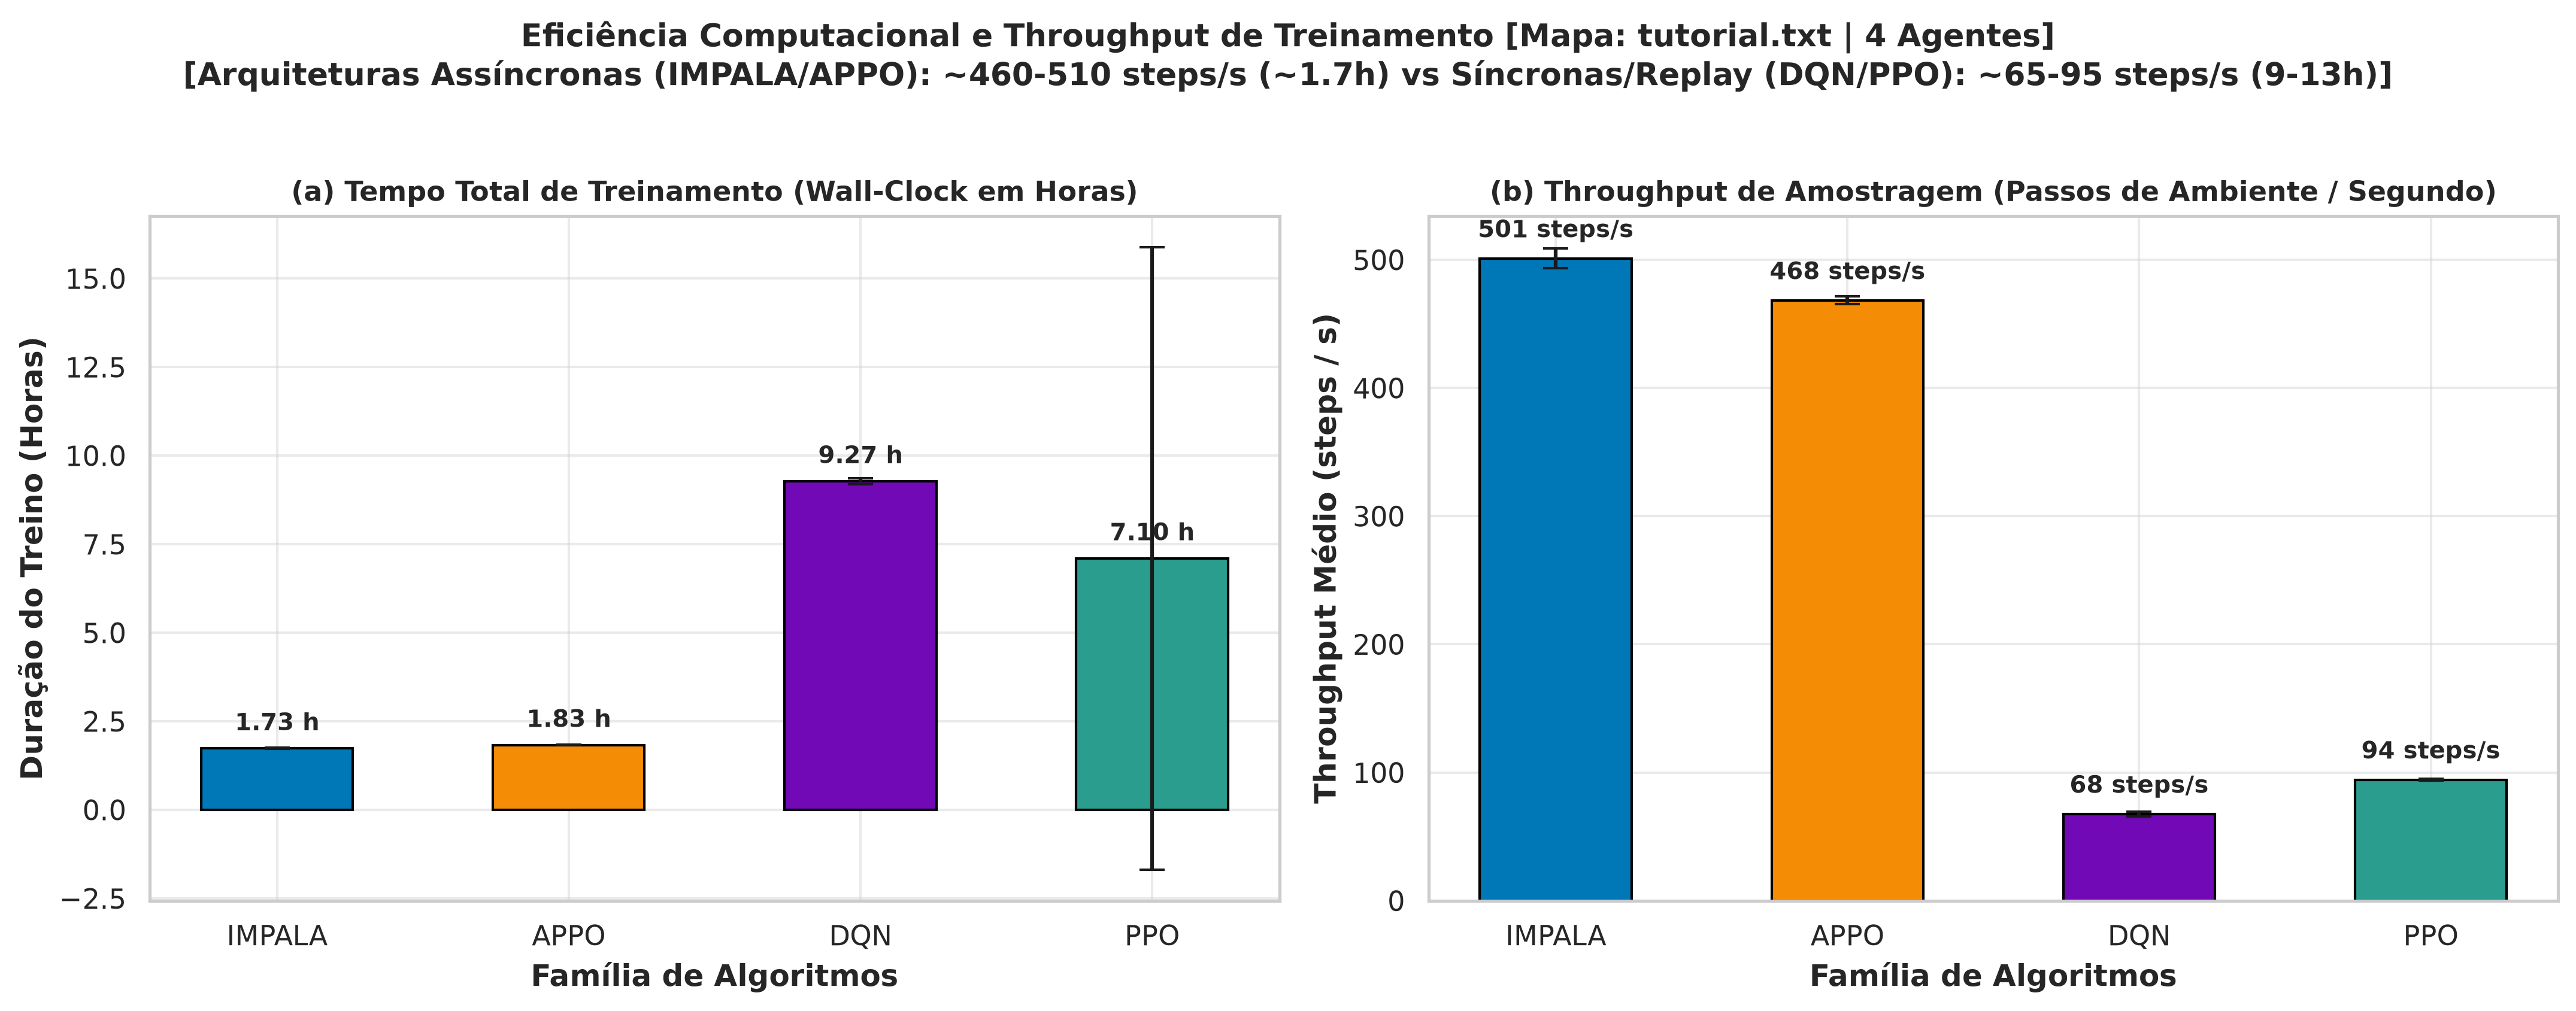 Eficiência Computacional e Throughput de Treinamento [Mapa: tutorial.txt | 4 Agentes]
[Arquiteturas Assíncronas (IMPALA/APPO): ~460-510 steps/s (~1.7h) vs Síncronas/Replay (DQN/PPO): ~65-95 steps/s (9-13h)]
(a) Tempo Total de Treinamento (Wall-Clock em Horas)
Duração do Treino (Horas)
15.0
12.5
10.0
7.5
5.0
2.5
0.0
−2.5
1.73 h
1.83 h
9.27 h
7.10 h
IMPALA
APPO
DQN
PPO
Família de Algoritmos
(b) Throughput de Amostragem (Passos de Ambiente / Segundo)
Throughput Médio (steps / s)
500
400
300
200
100
0
501 steps/s
468 steps/s
68 steps/s
94 steps/s
IMPALA
APPO
DQN
PPO
Família de Algoritmos